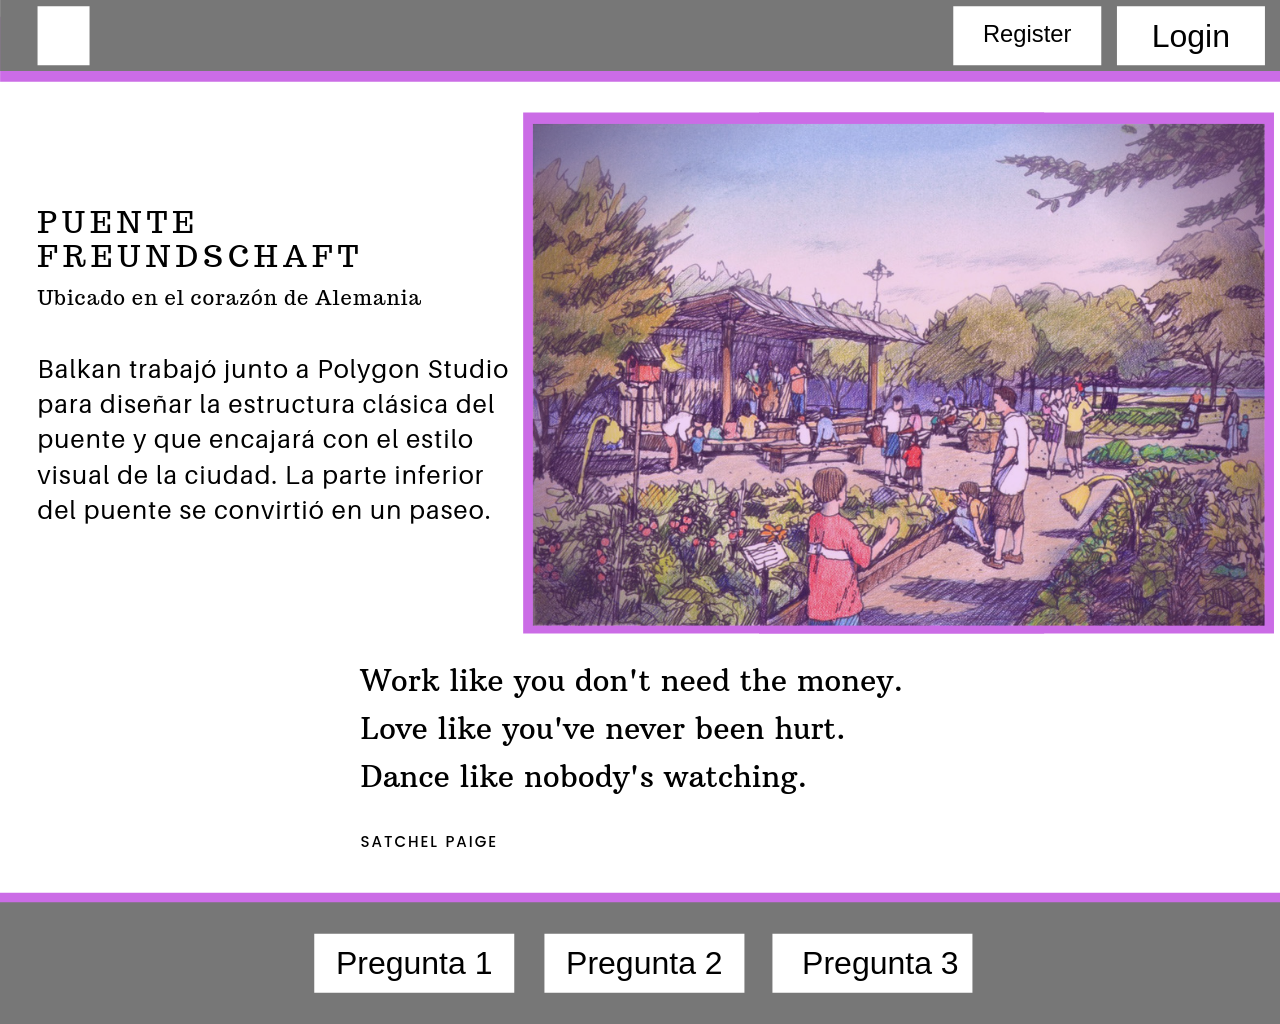 Register
Login
PUENTE
FREUNDSCHAFT
Ubicado en el corazón de Alemania
Balkan trabajó junto a Polygon Studio
para diseñar la estructura clásica del
puente y que encajará con el estilo
visual de la ciudad. La parte inferior
del puente se convirtió en un paseo.
Work like you don't need the money.
Love like you've never been hurt.
Dance like nobody's watching.
SATCHEL PAIGE
Pregunta 1
Pregunta 2
Pregunta 3